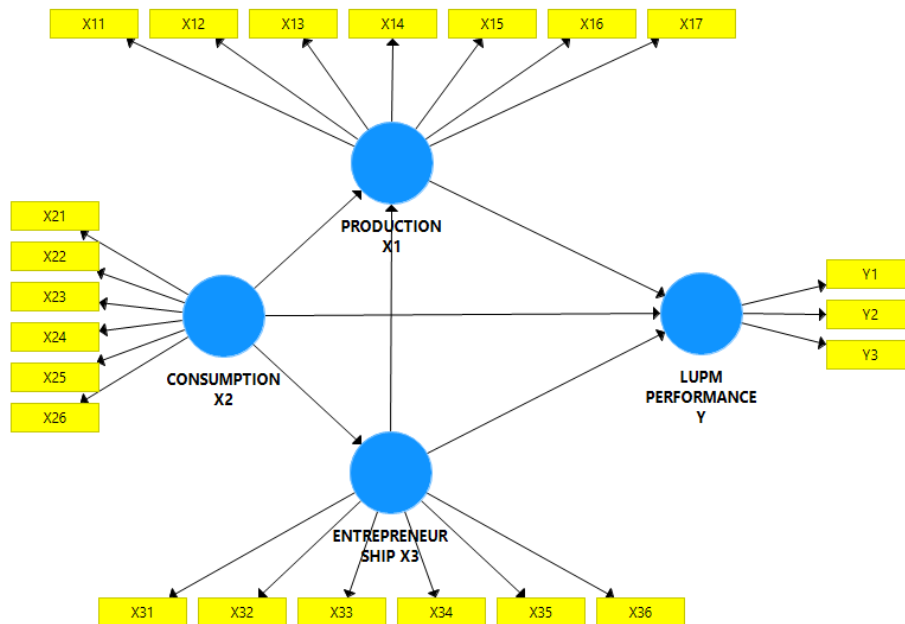 X11
X12
X13
X14
X15
X16
X17
PRODUCTION
X1
X21
X22
X23
X24
X25
X26
CONSUMPTION
X2
LUPM
PERFORMANCE
Y
Y1
Y2
Y3
ENTREPRENEUR
SHIP X3
X31
X32
X33
X34
X35
X36